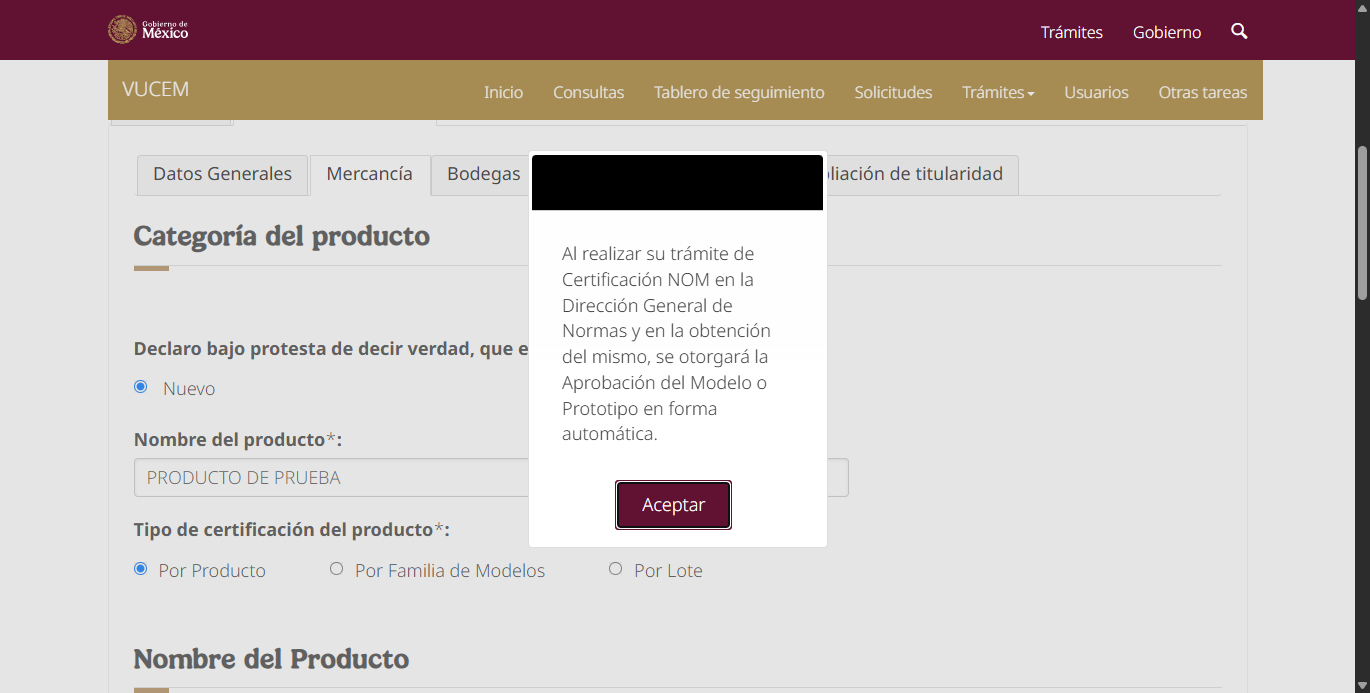 Gobierno de
México
Trámites
Gobierno
VUCEM
Inicio
Consultas
Tablero de seguimiento
Solicitudes
Trámites
Usuarios
Otras tareas
Datos Generales
Mercancía
Bodegas
liación de titularidad
Categoría del producto
Declaro bajo protesta de decir verdad, que e
Nuevo
Nombre del producto*:
PRODUCTO DE PRUEBA
Tipo de certificación del producto*:
Por Producto
Por Familia de Modelos
Por Lote
Nombre del Producto
Al realizar su trámite de
Certificación NOM en la
Dirección General de
Normas y en la obtención
del mismo, se otorgará la
Aprobación del Modelo o
Prototipo en forma
automática.
Aceptar